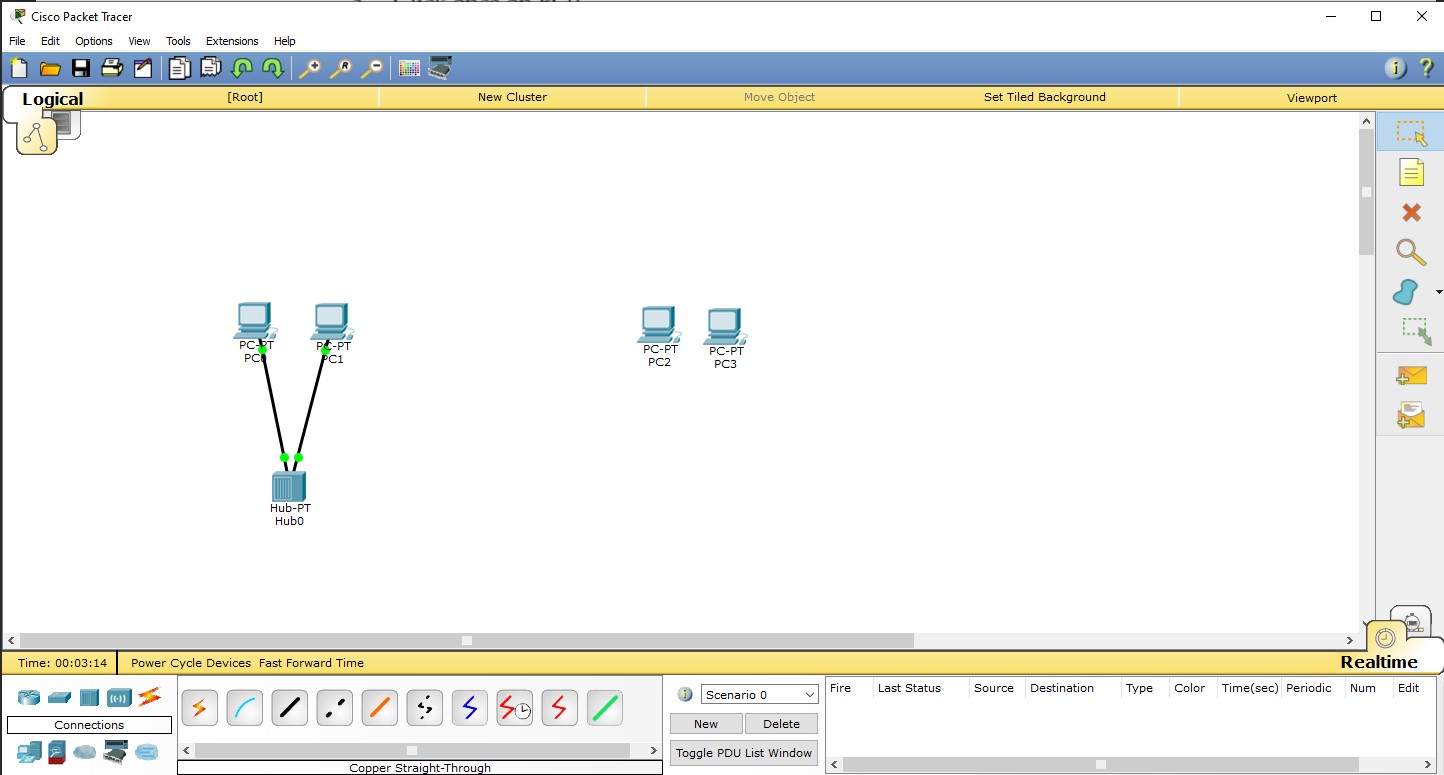 Cisco Packet Tracer
File Edit Options View Tools Extensions Help
Logical [Root] New Cluster Move Object Set Tiled Background Viewport
PC-PT
PC0
PC-PT
PC1
PC-PT
PC2
PC-PT
PC3
Hub-PT
Hub0
Time: 00:03:14 Power Cycle Devices Fast Forward Time
Realtime
Connections
Copper Straight-Through
Scenario 0
New Delete
Toggle PDU List Window
Fire Last Status Source Destination Type Color Time(sec) Periodic Num Edit